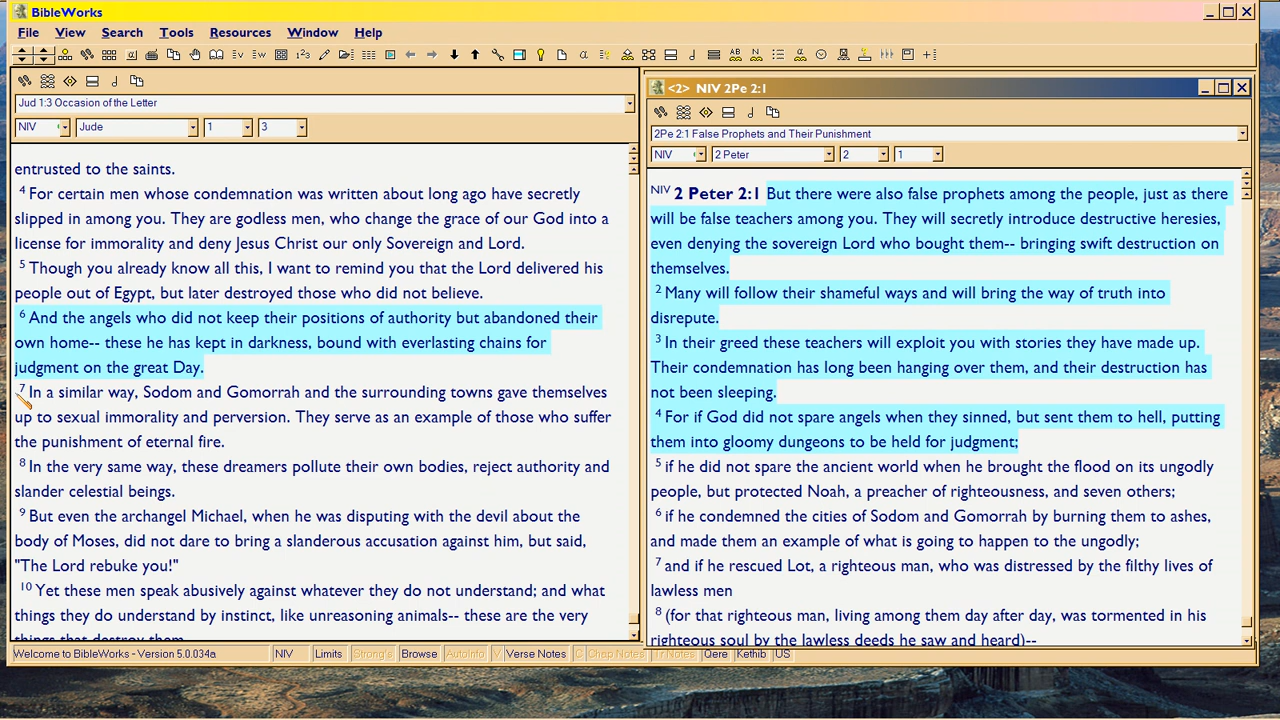 BibleWorks
File View Search Tools Resources Window Help
Jud 1:3 Occasion of the Letter
NIV Jude 1 3
entrusted to the saints.
4 For certain men whose condemnation was written about long ago have secretly
slipped in among you. They are godless men, who change the grace of our God into a
license for immorality and deny Jesus Christ our only Sovereign and Lord.
5 Though you already know all this, I want to remind you that the Lord delivered his
people out of Egypt, but later destroyed those who did not believe.
6 And the angels who did not keep their positions of authority but abandoned their
own home-- these he has kept in darkness, bound with everlasting chains for
judgment on the great Day.
7 In a similar way, Sodom and Gomorrah and the surrounding towns gave themselves
up to sexual immorality and perversion. They serve as an example of those who suffer
the punishment of eternal fire.
8 In the very same way, these dreamers pollute their own bodies, reject authority and
slander celestial beings.
9 But even the archangel Michael, when he was disputing with the devil about the
body of Moses, did not dare to bring a slanderous accusation against him, but said,
"The Lord rebuke you!"
10 Yet these men speak abusively against whatever they do not understand; and what
things they do understand by instinct, like unreasoning animals-- these are the very
things that destroy them.
<2> NIV 2Pe 2:1
2Pe 2:1 False Prophets and Their Punishment
NIV 2 Peter 2 1
NIV 2 Peter 2:1 But there were also false prophets among the people, just as there
will be false teachers among you. They will secretly introduce destructive heresies,
even denying the sovereign Lord who bought them-- bringing swift destruction on
themselves.
2 Many will follow their shameful ways and will bring the way of truth into
disrepute.
3 In their greed these teachers will exploit you with stories they have made up.
Their condemnation has long been hanging over them, and their destruction has
not been sleeping.
4 For if God did not spare angels when they sinned, but sent them to hell, putting
them into gloomy dungeons to be held for judgment;
5 if he did not spare the ancient world when he brought the flood on its ungodly
people, but protected Noah, a preacher of righteousness, and seven others;
6 if he condemned the cities of Sodom and Gomorrah by burning them to ashes,
and made them an example of what is going to happen to the ungodly;
7 and if he rescued Lot, a righteous man, who was distressed by the filthy lives of
lawless men
8 (for that righteous man, living among them day after day, was tormented in his
righteous soul by the lawless deeds he saw and heard)--
Welcome to BibleWorks - Version 5.0.034a NIV Limits Strong's Browse AutoInfo V Verse Notes C Chap Notes Tr Notes Qere Kethib US